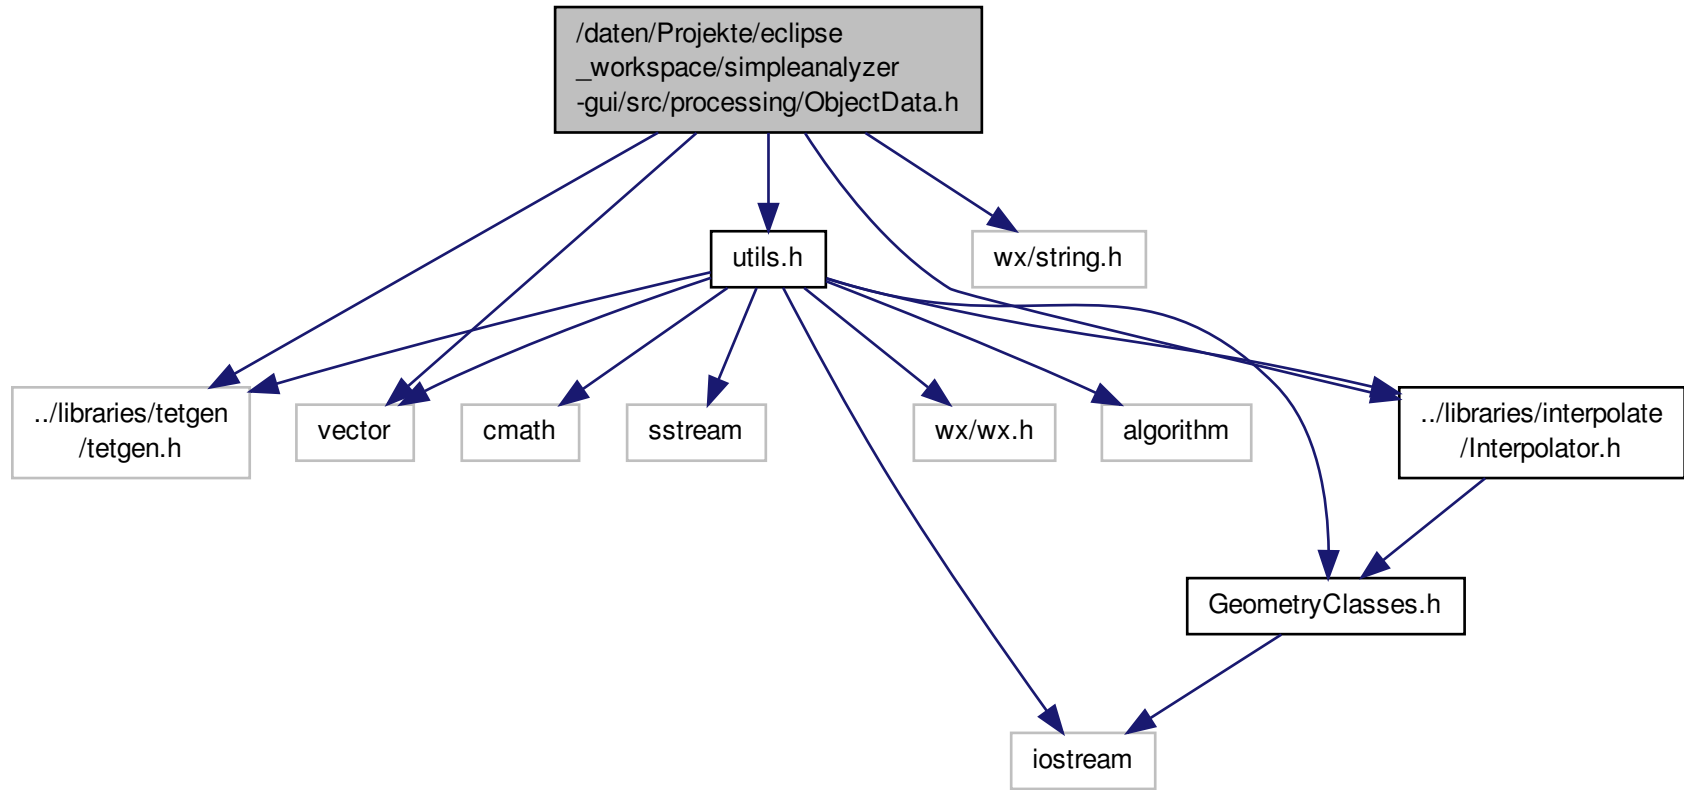 /daten/Projekte/eclipse
_workspace/simpleanalyzer
-gui/src/processing/ObjectData.h
utils.h
wx/string.h
../libraries/tetgen
/tetgen.h
vector
cmath
sstream
wx/wx.h
algorithm
../libraries/interpolate
/Interpolator.h
GeometryClasses.h
iostream